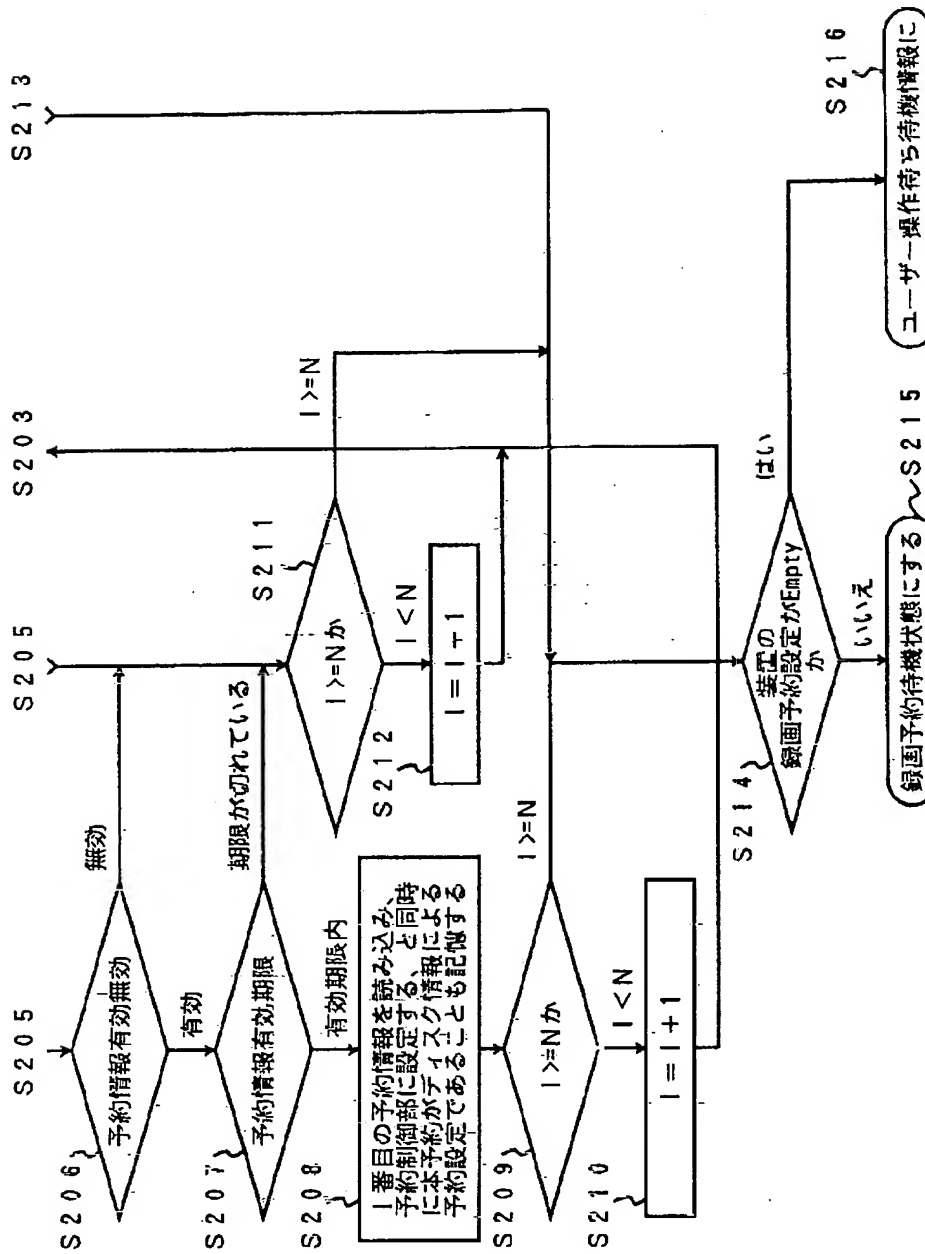 S205
S205
S203
S213
S206
予約情報有効無効
無効
有効
S207
予約情報有効期限
期限が切れている
有効期限内
S208
I番目の予約情報を読み込み、
予約制御部に設定する、と同時
に本予約がディスク情報による
予約設定であることも記憶する
S211
I>=Nか
I>=N
I<N
S212
I=I+1
S209
I>=Nか
I>=N
I<N
S210
I=I+1
S214
装置の
録画予約設定がEmpty
か
はい
いいえ
録画予約待機状態にする
S215
S216
ユーザー操作待ち待機情報に